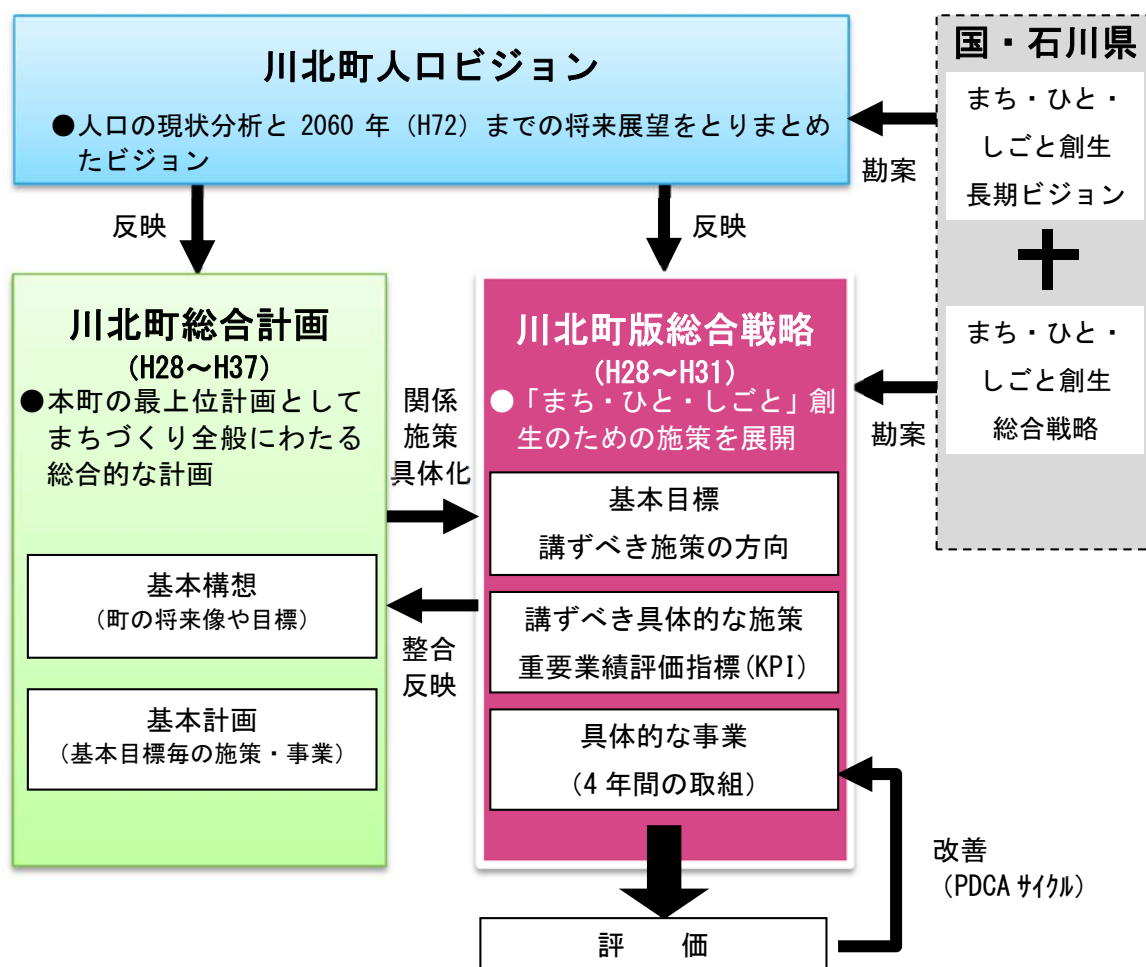 川北町人口ビジョン
●人口の現状分析と 2060 年（H72）までの将来展望をとりまとめ
たビジョン
国・石川県
まち・ひと・
しごと創生
長期ビジョン
＋
まち・ひと・
しごと創生
総合戦略
勘案
勘案
反映
反映
川北町総合計画
(H28～H37)
●本町の最上位計画として
まちづくり全般にわたる
総合的な計画
基本構想
(町の将来像や目標)
基本計画
(基本目標毎の施策・事業)
関係
施策
具体化
整合
反映
川北町版総合戦略
(H28～H31)
●「まち・ひと・しごと」創
生のための施策を展開
基本目標
講ずべき施策の方向
講ずべき具体的な施策
重要業績評価指標(KPI)
具体的な事業
(4 年間の取組)
改善
(PDCA ｻｲｸﾙ)
評　　価